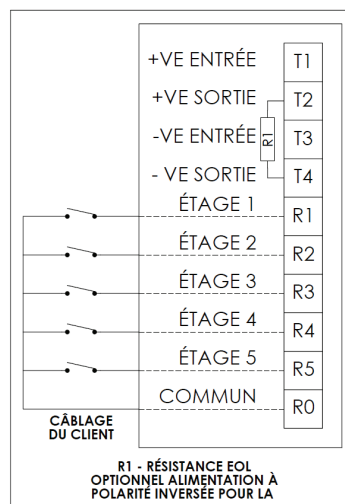 +VE ENTRÉE T1
+VE SORTIE T2
-VE ENTRÉE R1 T3
- VE SORTIE T4
ÉTAGE 1 R1
ÉTAGE 2 R2
ÉTAGE 3 R3
ÉTAGE 4 R4
ÉTAGE 5 R5
COMMUN R0
CÂBLAGE
DU CLIENT
R1 - RÉSISTANCE EOL
OPTIONNEL ALIMENTATION À
POLARITÉ INVERSÉE POUR LA